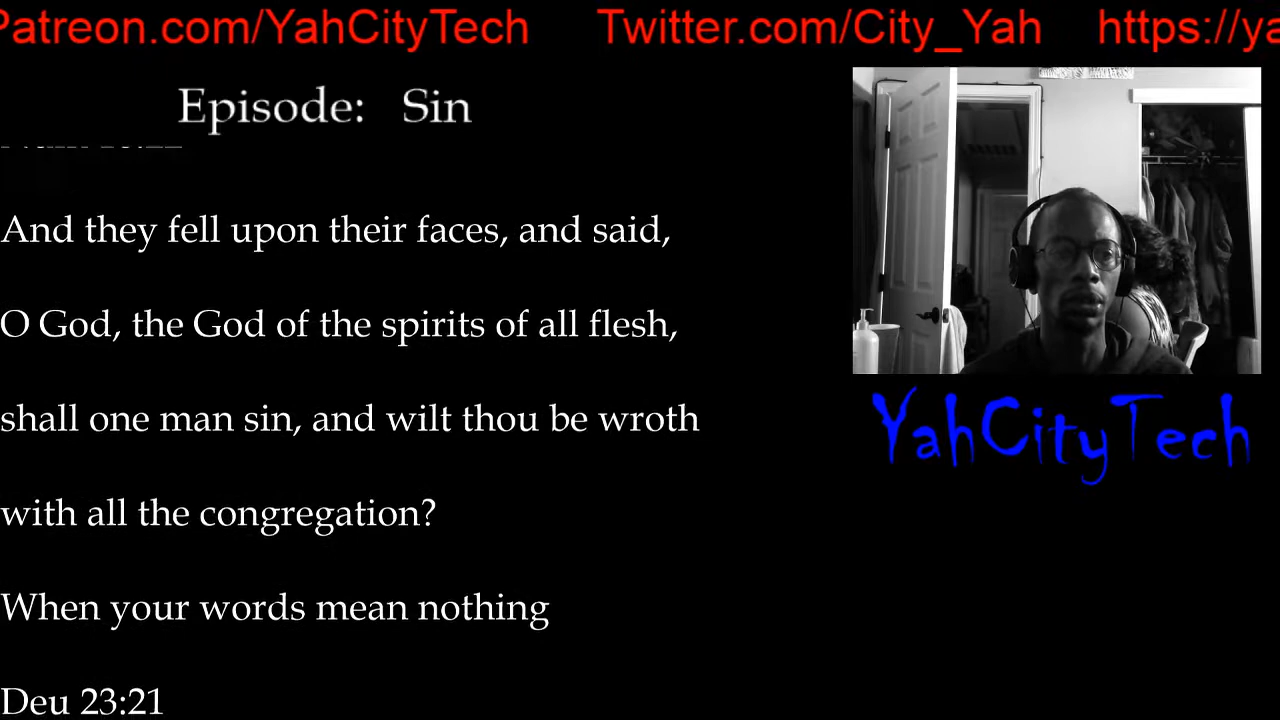 Patreon.com/YahCityTech Twitter.com/City_Yah https://ya
Episode: Sin
And they fell upon their faces, and said,
O God, the God of the spirits of all flesh,
shall one man sin, and wilt thou be wroth
with all the congregation?
When your words mean nothing
Deu 23:21
YahCityTech